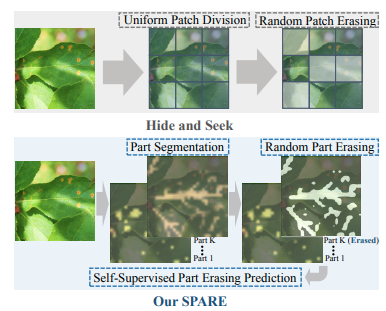 Uniform Patch Division
Random Patch Erasing
Hide and Seek
Part Segmentation
Random Part Erasing
Part K
Part 1
Part K (Erased)
Part 1
Self-Supervised Part Erasing Prediction
Our SPARE